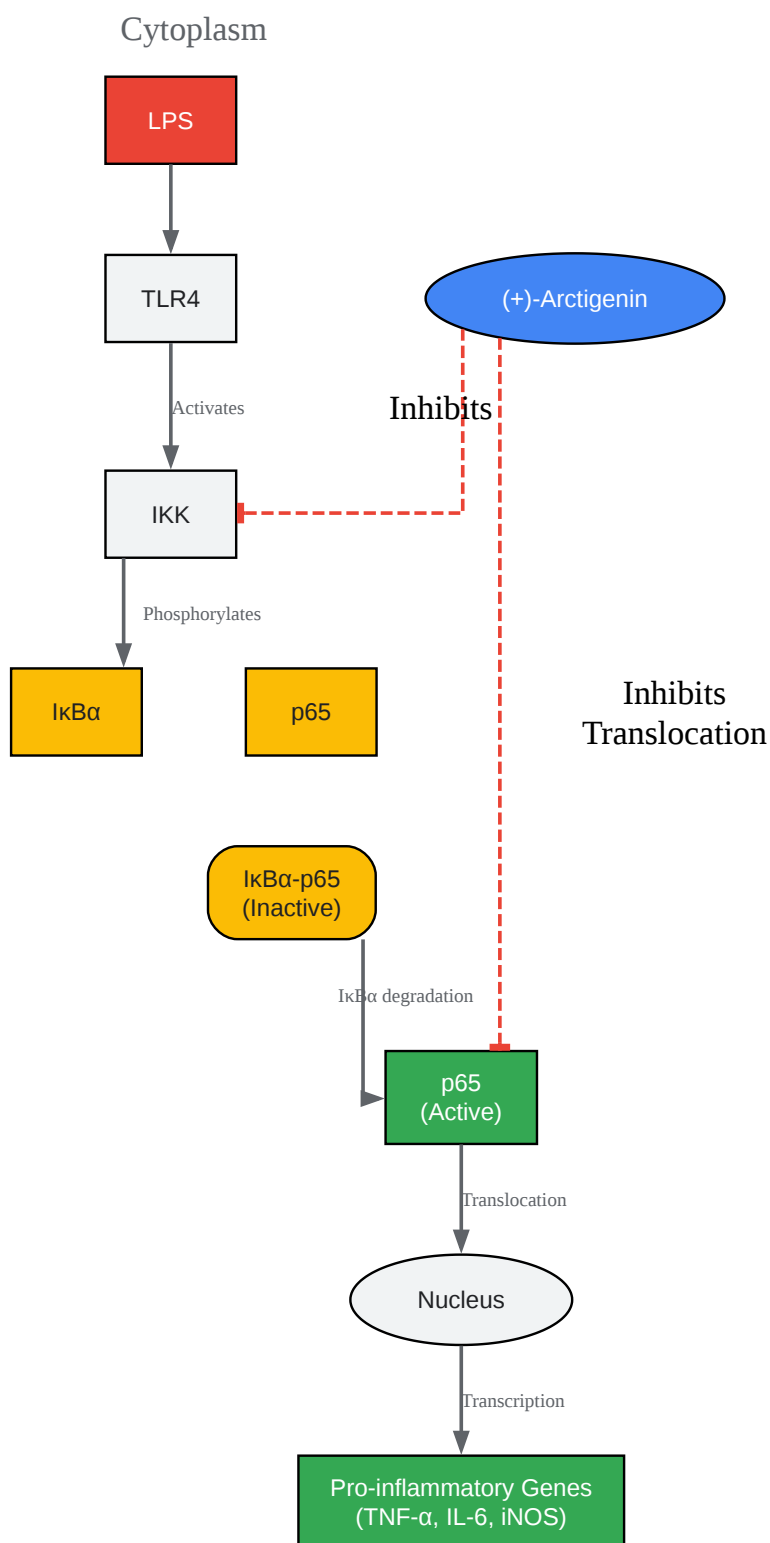 Cytoplasm
LPS
TLR4
(+)-Arctigenin
Activates
Inhibits
IKK
Phosphorylates
IκBα
p65
Inhibits
Translocation
IκBα-p65
(Inactive)
IκBα degradation
p65
(Active)
Translocation
Nucleus
Transcription
Pro-inflammatory Genes
(TNF-α, IL-6, iNOS)